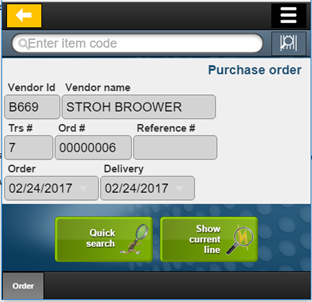 Enter item code
Purchase order
Vendor Id Vendor name
B669 STROH BROOWER
Trs # Ord # Reference #
7 00000006
Order Delivery
02/24/2017 02/24/2017
Quick search
Show current line
Order